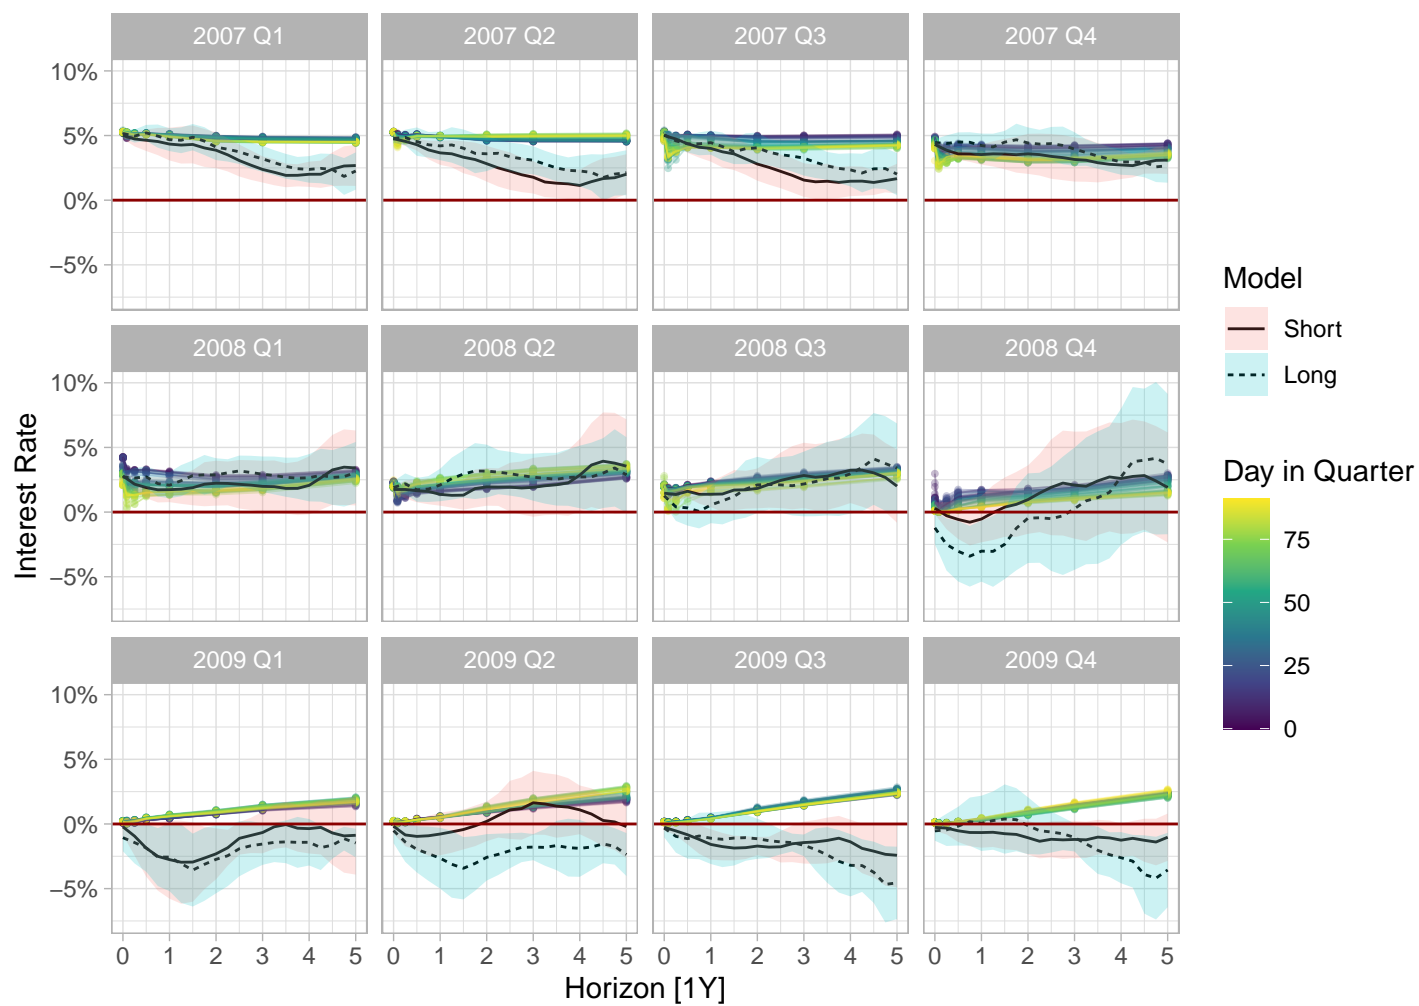 2007 Q1
2007 Q2
2007 Q3
2007 Q4
10%
5%
0%
−5%
2008 Q1
2008 Q2
2008 Q3
2008 Q4
10%
5%
0%
−5%
2009 Q1
2009 Q2
2009 Q3
2009 Q4
10%
5%
0%
−5%
0 1 2 3 4 5
0 1 2 3 4 5
0 1 2 3 4 5
0 1 2 3 4 5
Horizon [1Y]
Interest Rate
Model
Short
Long
Day in Quarter
75
50
25
0